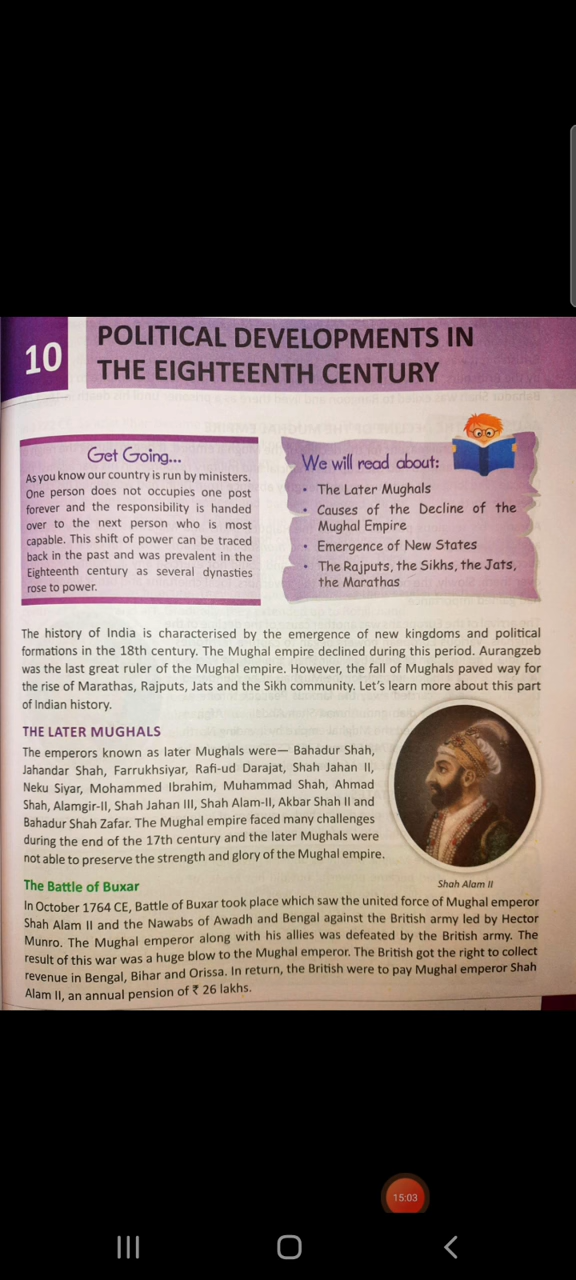 10
POLITICAL DEVELOPMENTS IN
THE EIGHTEENTH CENTURY
Get Going...
As you know our country is run by ministers.
One person does not occupies one post
forever and the responsibility is handed
over to the next person who is most
capable. This shift of power can be traced
back in the past and was prevalent in the
Eighteenth century as several dynasties
rose to power.
We will read about:
• The Later Mughals
• Causes of the Decline of the
Mughal Empire
• Emergence of New States
• The Rajputs, the Sikhs, the Jats,
the Marathas
The history of India is characterised by the emergence of new kingdoms and political
formations in the 18th century. The Mughal empire declined during this period. Aurangzeb
was the last great ruler of the Mughal empire. However, the fall of Mughals paved way for
the rise of Marathas, Rajputs, Jats and the Sikh community. Let's learn more about this part
of Indian history.
THE LATER MUGHALS
The emperors known as later Mughals were— Bahadur Shah,
Jahandar Shah, Farrukhsiyar, Rafi-ud Darajat, Shah Jahan II,
Neku Siyar, Mohammed Ibrahim, Muhammad Shah, Ahmad
Shah, Alamgir-II, Shah Jahan III, Shah Alam-II, Akbar Shah II and
Bahadur Shah Zafar. The Mughal empire faced many challenges
during the end of the 17th century and the later Mughals were
not able to preserve the strength and glory of the Mughal empire.
Shah Alam II
The Battle of Buxar
In October 1764 CE, Battle of Buxar took place which saw the united force of Mughal emperor
Shah Alam II and the Nawabs of Awadh and Bengal against the British army led by Hector
Munro. The Mughal emperor along with his allies was defeated by the British army. The
result of this war was a huge blow to the Mughal emperor. The British got the right to collect
revenue in Bengal, Bihar and Orissa. In return, the British were to pay Mughal emperor Shah
Alam II, an annual pension of ₹ 26 lakhs.
15:03